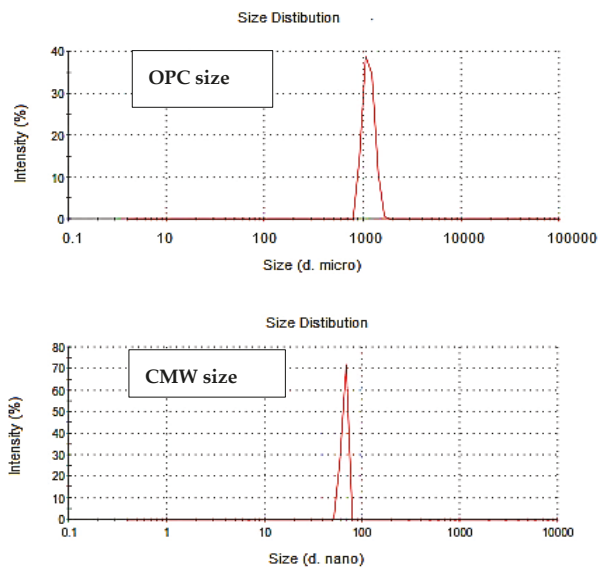 Size Distibution
40
30
20
10
0
OPC size
Intensity (%)
0.1 10 100 1000 10000 100000
Size (d. micro)
Size Distibution
80
70
60
50
40
30
20
10
0
CMW size
Intensity (%)
0.1 1 10 100 1000 10000
Size (d. nano)